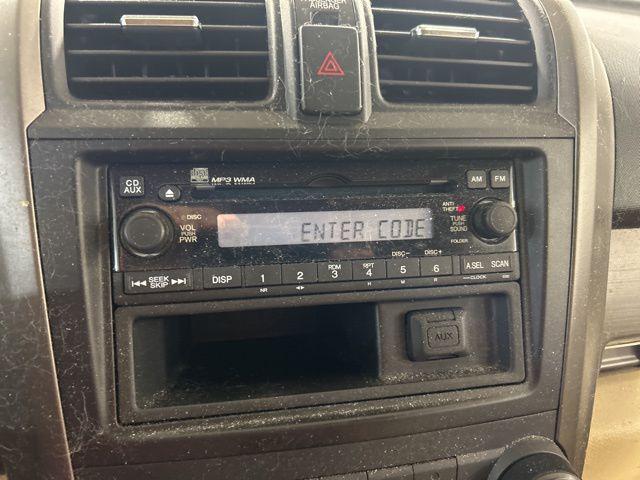 AIRBAG
CD
AUX
MP3 WMA
AM
FM
DISC
VOL
PUSH
PWR
ENTER CODE
ANTI
THEFT
TUNE
PUSH
SOUND
FOLDER
SEEK
SKIP
DISP
1
NR
2
RDM
3
RPT
4
DISC-
5
DISC+
6
A.SEL
SCAN
CLOCK
H
M
R
AUX